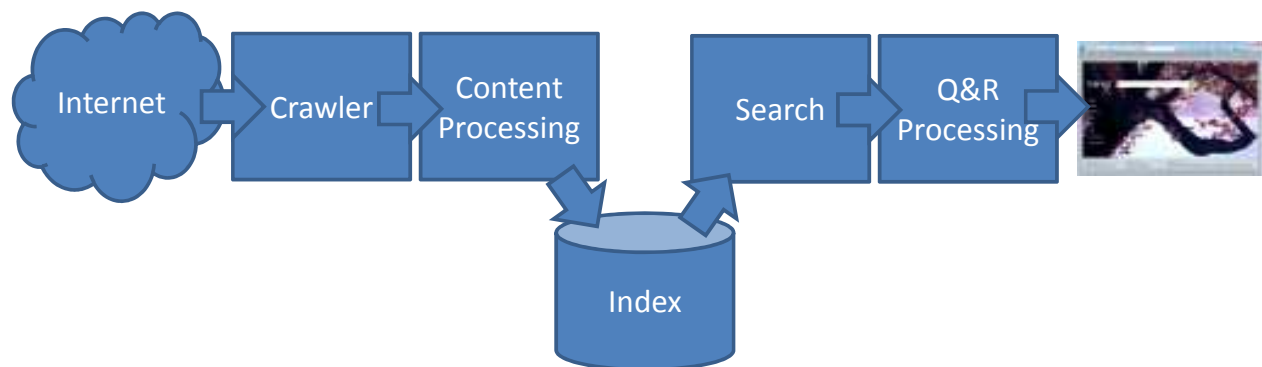 Internet
Crawler
Content
Processing
Search
Q&R
Processing
Index